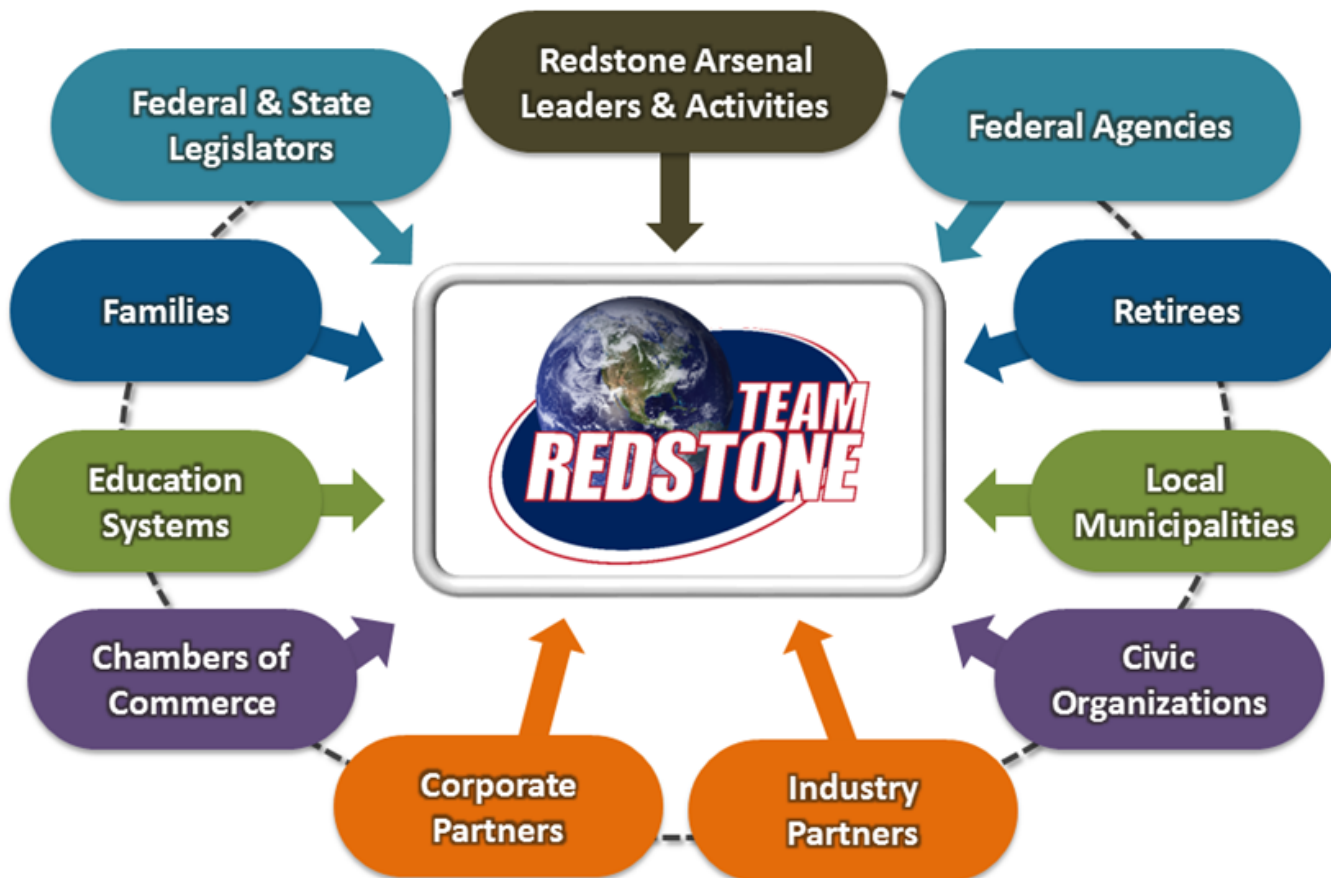 Redstone Arsenal
Leaders & Activities
Federal & State
Legislators
Federal Agencies
Families
Retirees
TEAM
REDSTONE
Education
Systems
Local
Municipalities
Chambers of
Commerce
Civic
Organizations
Corporate
Partners
Industry
Partners